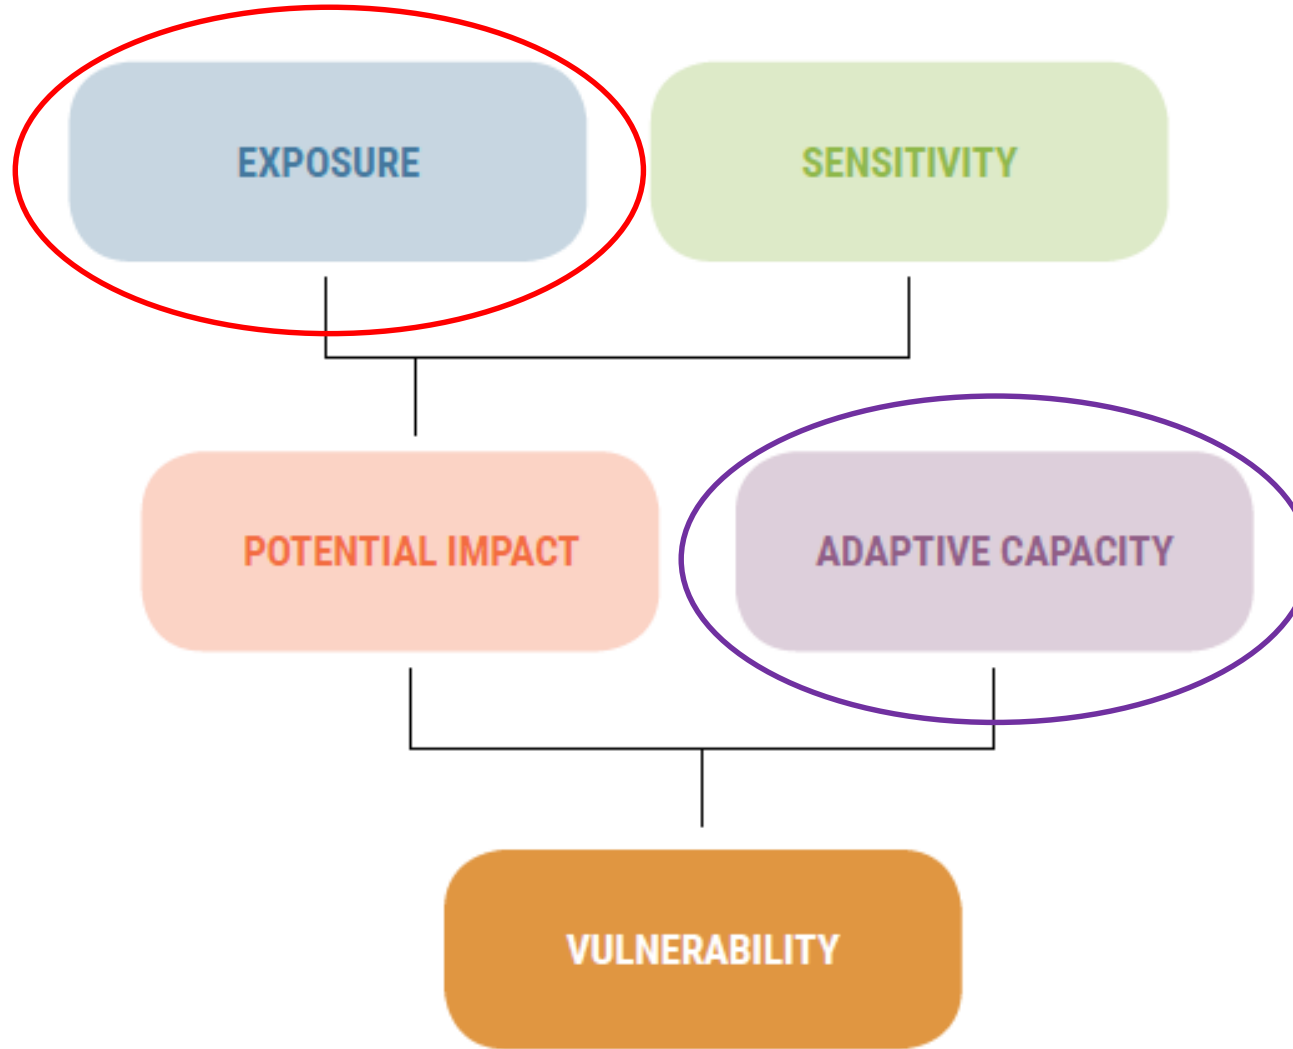 EXPOSURE
SENSITIVITY
POTENTIAL IMPACT
ADAPTIVE CAPACITY
VULNERABILITY